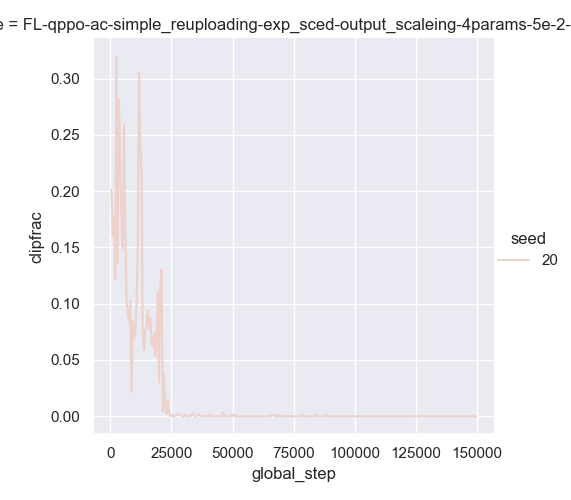 e = FL-qppo-ac-simple_reuploading-exp_sced-output_scaleing-4params-5e-2-
0.30
0.25
0.20
0.15
0.10
0.05
0.00
clipfrac
0 25000 50000 75000 100000 125000 150000
global_step
seed
20